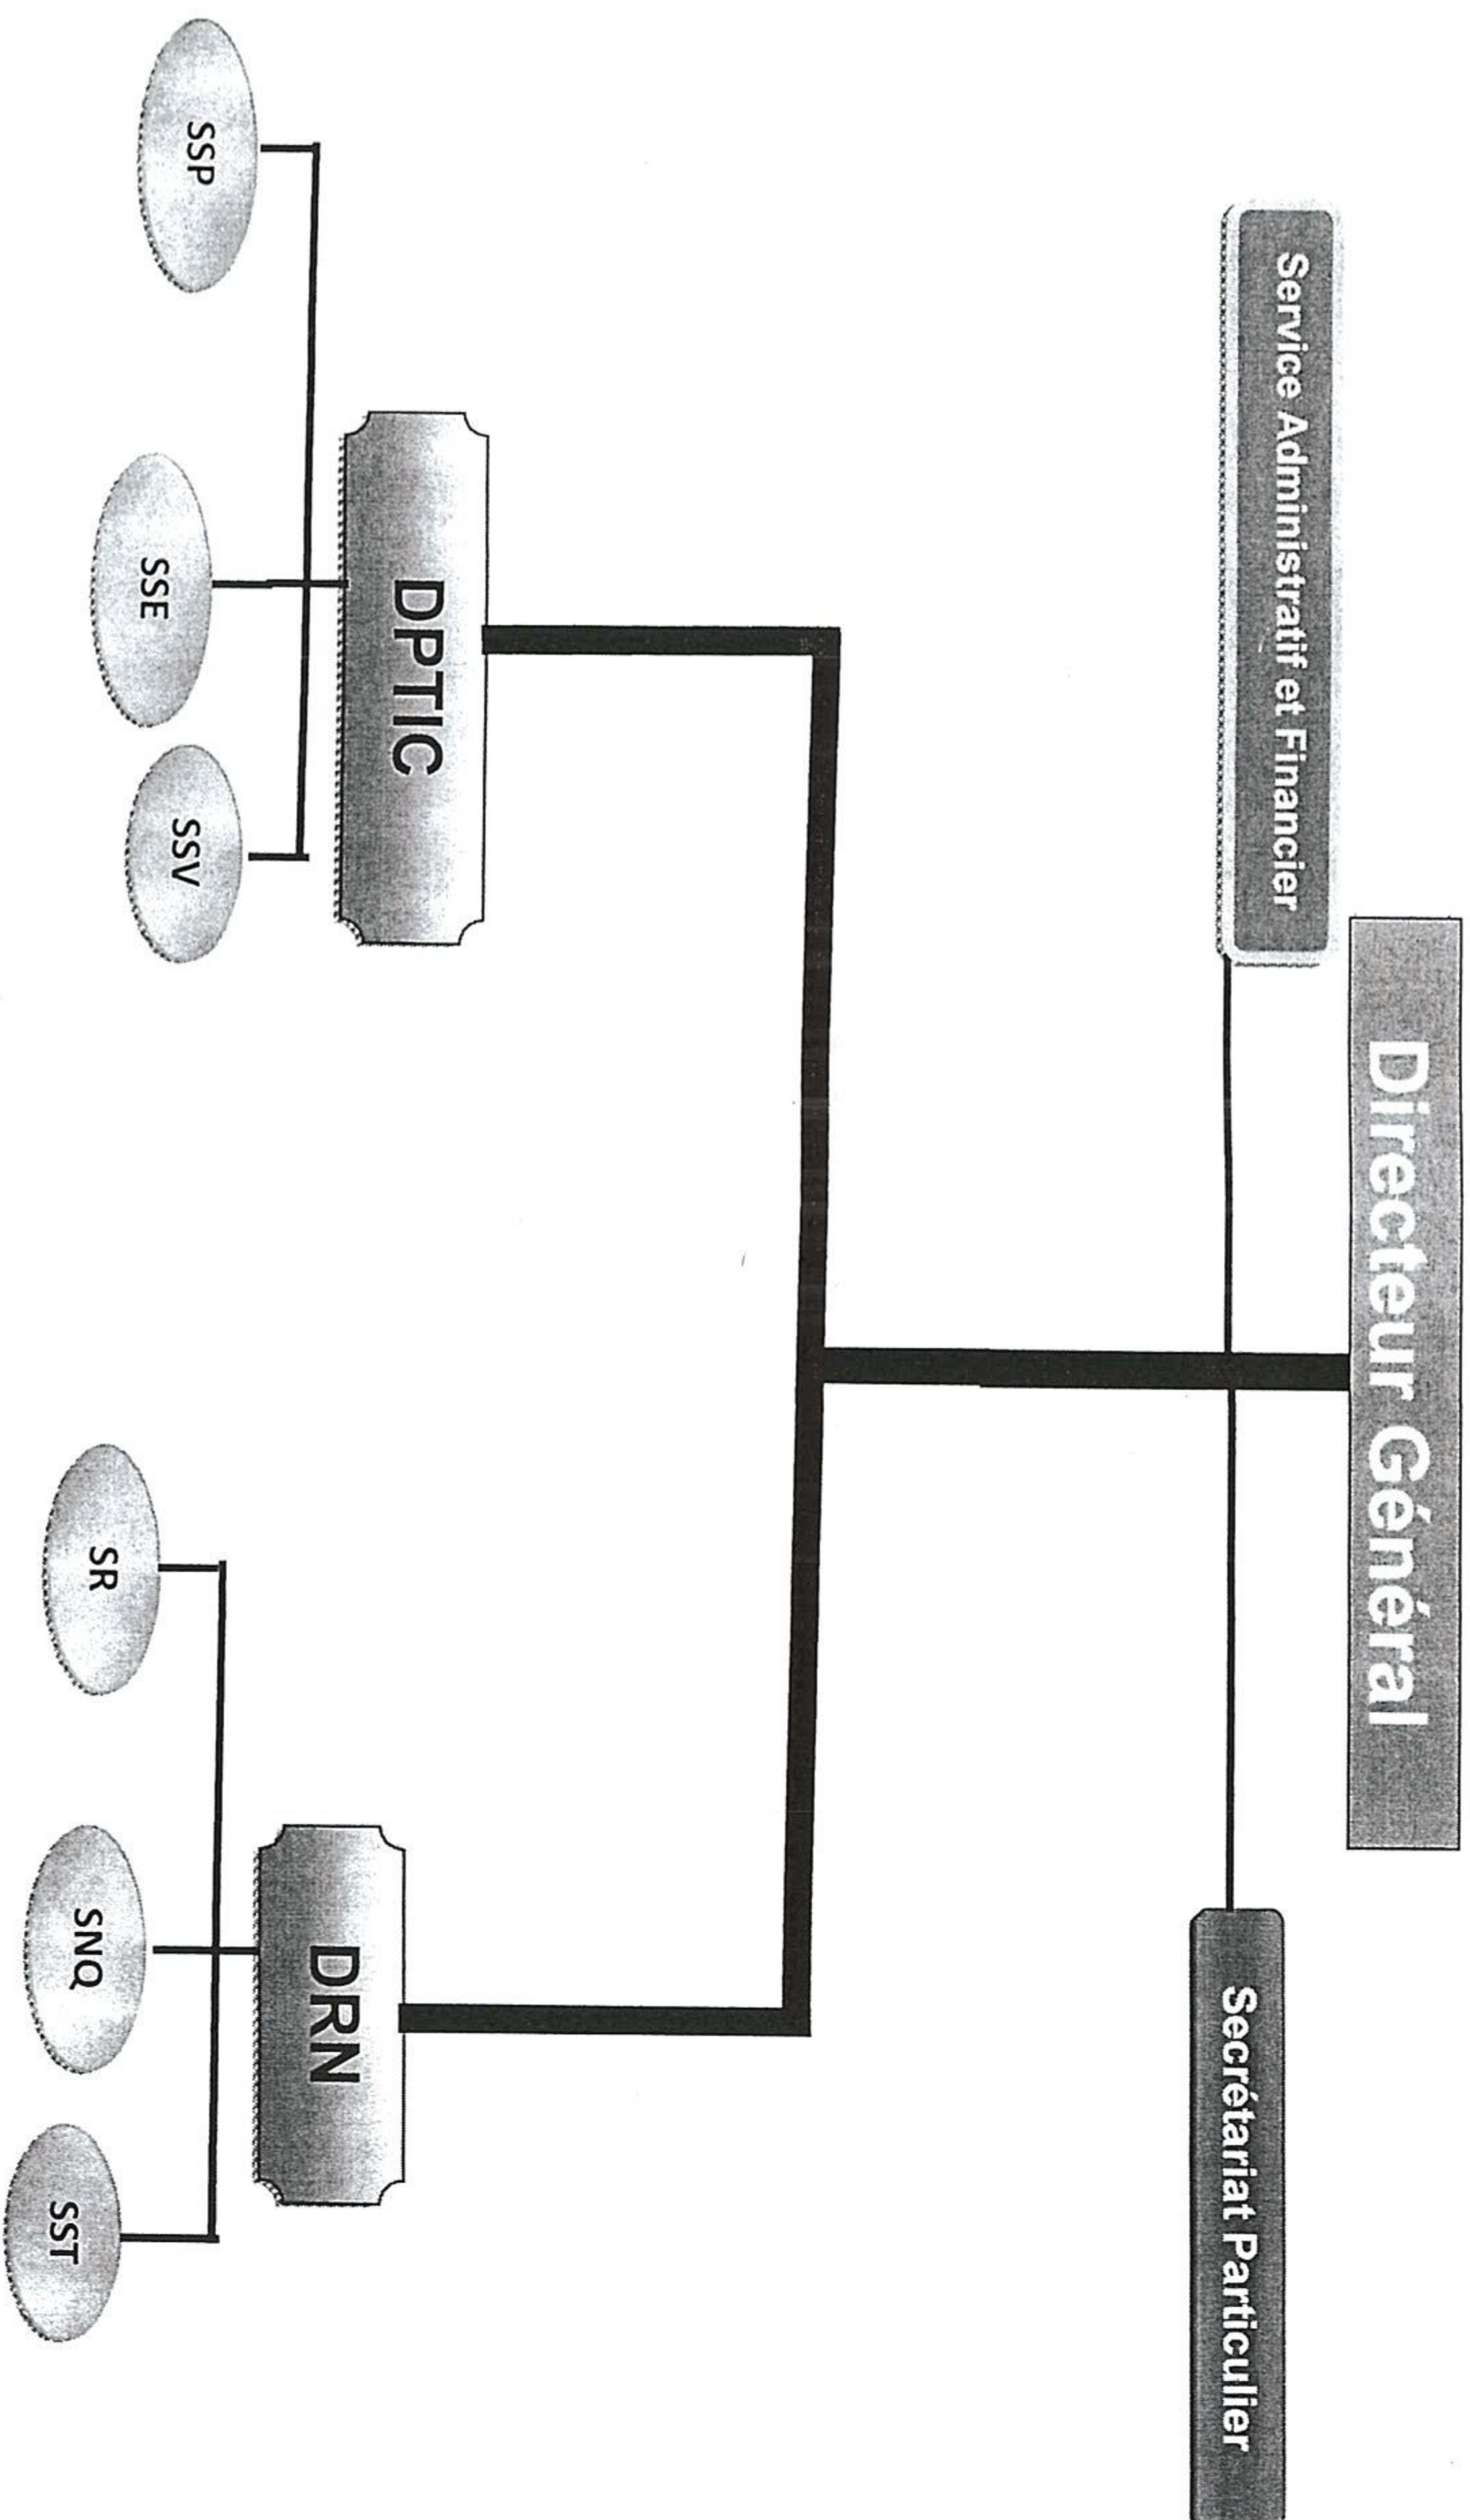 Directeur Général
Service Administratif et Financier
Secrétariat Particulier
DPTIC
DRN
SSP
SSE
SSV
SR
SNQ
SST